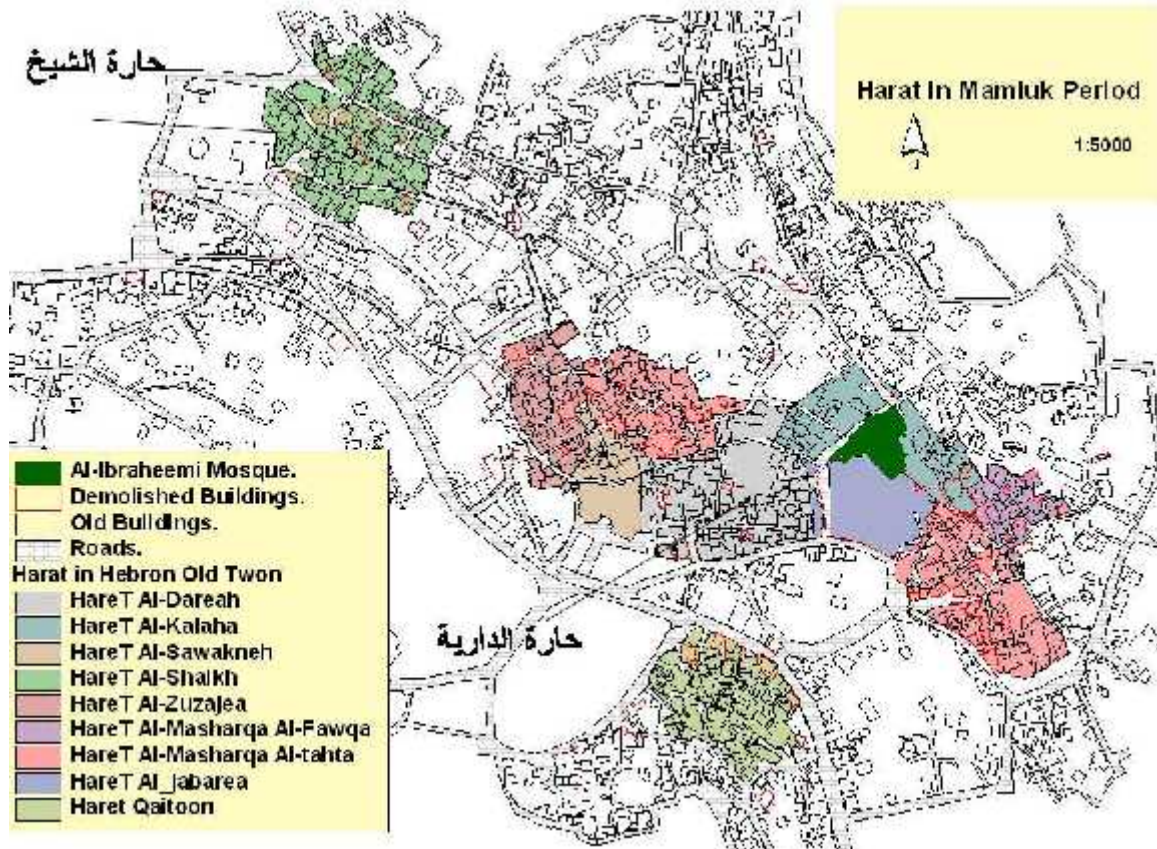 حارة الشيخ
Harat In Mamluk Period
1:5000
Al-Ibraheemi Mosque.
Demolished Buildings.
Old Buildings.
Roads.
Harat in Hebron Old Twon
HareT Al-Dareah
HareT Al-Kalaha
HareT Al-Sawakneh
HareT Al-Shaikh
HareT Al-Zuzajea
HareT Al-Masharqa Al-Fawqa
HareT Al-Masharqa Al-tahta
HareT Al_jabarea
Haret Qaitoon
حارة الدارية